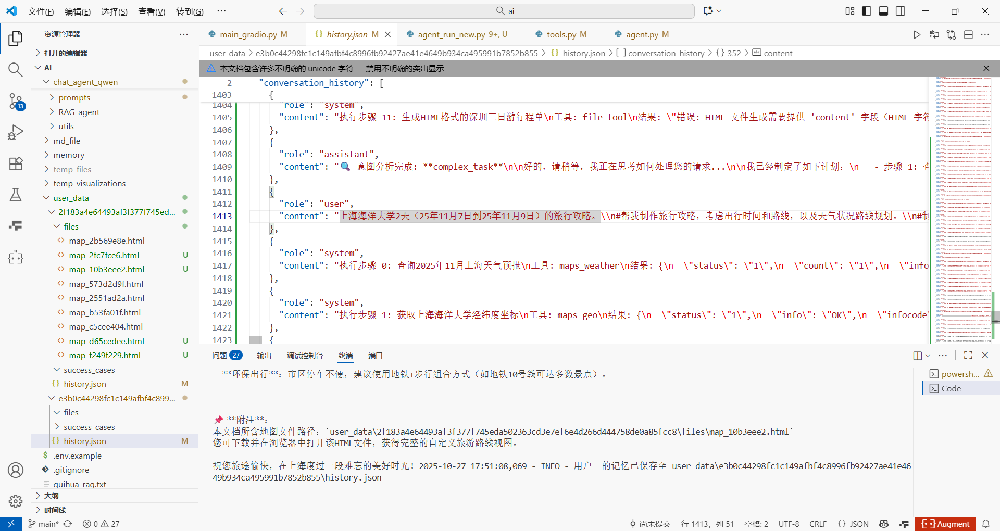 文件(F) 编辑(E) 选择(S) 查看(V) 转到(G) ··· ai
资源管理器 ···
打开的编辑器
AI
chat_agent_qwen
prompts
RAG_agent
utils
md_file
memory
temp_files
temp_visualizations
user_data
2f183a4e64493af3f377f745ed...
files
map_2b569e8e.html
map_2fc7fce6.html U
map_10b3eee2.html U
map_573d2d9f.html
map_2551ad2a.html
map_b53fa01f.html
map_c5cee404.html
map_d65cedee.html U
map_f249f229.html U
success_cases
history.json M
e3b0c44298fc1c149afbf4c899...
files
success_cases
history.json M
.env.example
.gitignore
guihua_rag.txt
大纲
时间线
13
main_gradio.py M history.json M agent_run_new.py 9+, U tools.py M agent.py M
user_data > e3b0c44298fc1c149afbf4c8996fb92427ae41e4649b934ca495991b7852b855 > {} history.json > [ ] conversation_history > {} 352 > content
本文档包含许多不明确的 unicode 字符 禁用不明确的突出显示
2 "conversation_history": [
1403 {
1404 "role": "system",
1405 "content": "执行步骤 11: 生成HTML格式的深圳三日游行程单\n工具: file_tool\n结果: \"错误: HTML 文件生成需要提供 'content' 字段（HTML 字符
1406 },
1407 {
1408 "role": "assistant",
1409 "content": "🔍 意图分析完成: **complex_task**\n\n好的，请稍等，我正在思考如何处理您的请求...\n\n我已经制定了如下计划：\n - 步骤 1: 查
1410 },
1411 {
1412 "role": "user",
1413 "content": "上海海洋大学2天（25年11月7日到25年11月9日）的旅行攻略。\\n#帮我制作旅行攻略，考虑出行时间和路线，以及天气状况路线规划。\\n#制
1414 },
1415 {
1416 "role": "system",
1417 "content": "执行步骤 0: 查询2025年11月上海天气预报\n工具: maps_weather\n结果: {\n \"status\": \"1\",\n \"count\": \"1\",\n \"info
1418 },
1419 {
1420 "role": "system",
1421 "content": "执行步骤 1: 获取上海海洋大学经纬度坐标\n工具: maps_geo\n结果: {\n \"status\": \"1\",\n \"info\": \"OK\",\n \"infocode
1422 },
1423 {
问题 27 输出 调试控制台 终端 端口
- **环保出行**: 市区停车不便，建议使用地铁+步行组合方式（如地铁10号线可达多数景点）。
---
📌 **附注**:
本文档所含地图文件路径：`user_data\2f183a4e64493af3f377f745eda502363cd3e7ef6e4d266d444758de0a85fcc8\files\map_10b3eee2.html`
您可下载并在浏览器中打开该HTML文件，获得完整的自定义旅游路线视图。
祝您旅途愉快，在上海度过一段难忘的美好时光！2025-10-27 17:51:08,069 - INFO - 用户 的记忆已保存至 user_data\e3b0c44298fc1c149afbf4c8996fb92427ae41e46
49b934ca495991b7852b855\history.json
powersh...
Code
main* 0 27 尚未提交 行 1413，列 51 空格: 2 UTF-8 CRLF {} JSON Augment